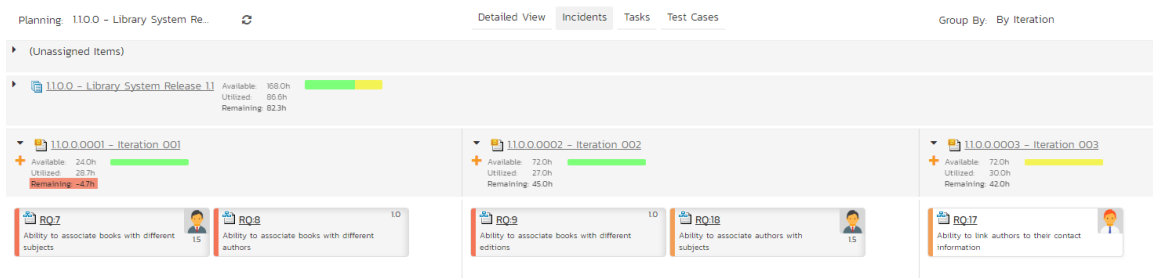 Planning: 1.1.0.0 - Library System Re...
Detailed View Incidents Tasks Test Cases
Group By: By Iteration
(Unassigned Items)
1.1.0.0 - Library System Release 1.1
Available: 168.0h
Utilized: 86.6h
Remaining: 82.3h
1.1.0.0.0001 - Iteration 001
Available: 24.0h
Utilized: 28.7h
Remaining: -4.7h
1.1.0.0.0002 - Iteration 002
Available: 72.0h
Utilized: 27.0h
Remaining: 45.0h
1.1.0.0.0003 - Iteration 003
Available: 72.0h
Utilized: 30.0h
Remaining: 42.0h
RQ:7
1.5
Ability to associate books with different
subjects
RQ:8
1.0
Ability to associate books with different
authors
RQ:9
1.0
Ability to associate books with different
editions
RQ:18
1.5
Ability to associate authors with
subjects
RQ:17
Ability to link authors to their contact
information